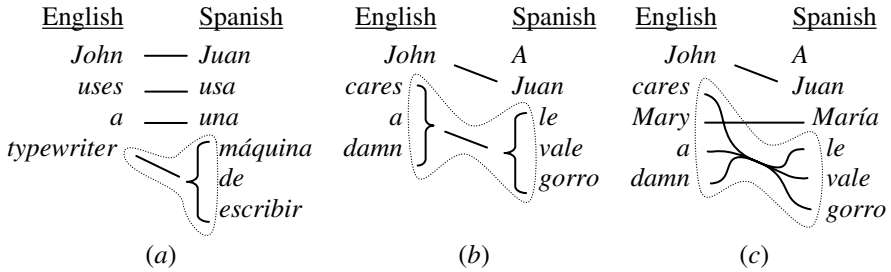 English Spanish
John Juan
uses usa
a una
typewriter máquina
de
escribir
(a)
English Spanish
John A
cares Juan
a le
damn vale
gorro
(b)
English Spanish
John A
cares Juan
Mary María
a le
damn vale
gorro
(c)